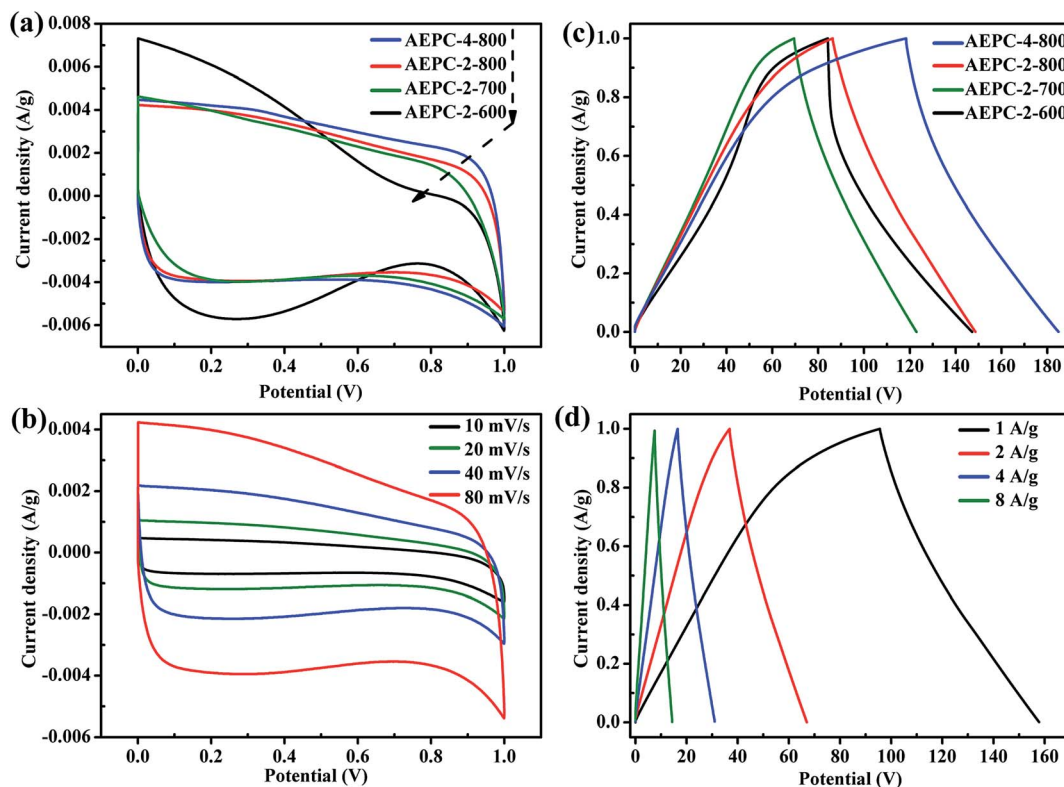 (a)
0.008
0.006
0.004
0.002
0.000
-0.002
-0.004
-0.006
Current density (A/g)
AEPC-4-800
AEPC-2-800
AEPC-2-700
AEPC-2-600
0.0 0.2 0.4 0.6 0.8 1.0
Potential (V)
(c)
1.0
0.8
0.6
0.4
0.2
0.0
Current density (A/g)
AEPC-4-800
AEPC-2-800
AEPC-2-700
AEPC-2-600
0 20 40 60 80 100 120 140 160 180
Potential (V)
(b)
0.004
0.002
0.000
-0.002
-0.004
-0.006
Current density (A/g)
10 mV/s
20 mV/s
40 mV/s
80 mV/s
0.0 0.2 0.4 0.6 0.8 1.0
Potential (V)
(d)
1.0
0.8
0.6
0.4
0.2
0.0
Current density (A/g)
1 A/g
2 A/g
4 A/g
8 A/g
0 20 40 60 80 100 120 140 160
Potential (V)